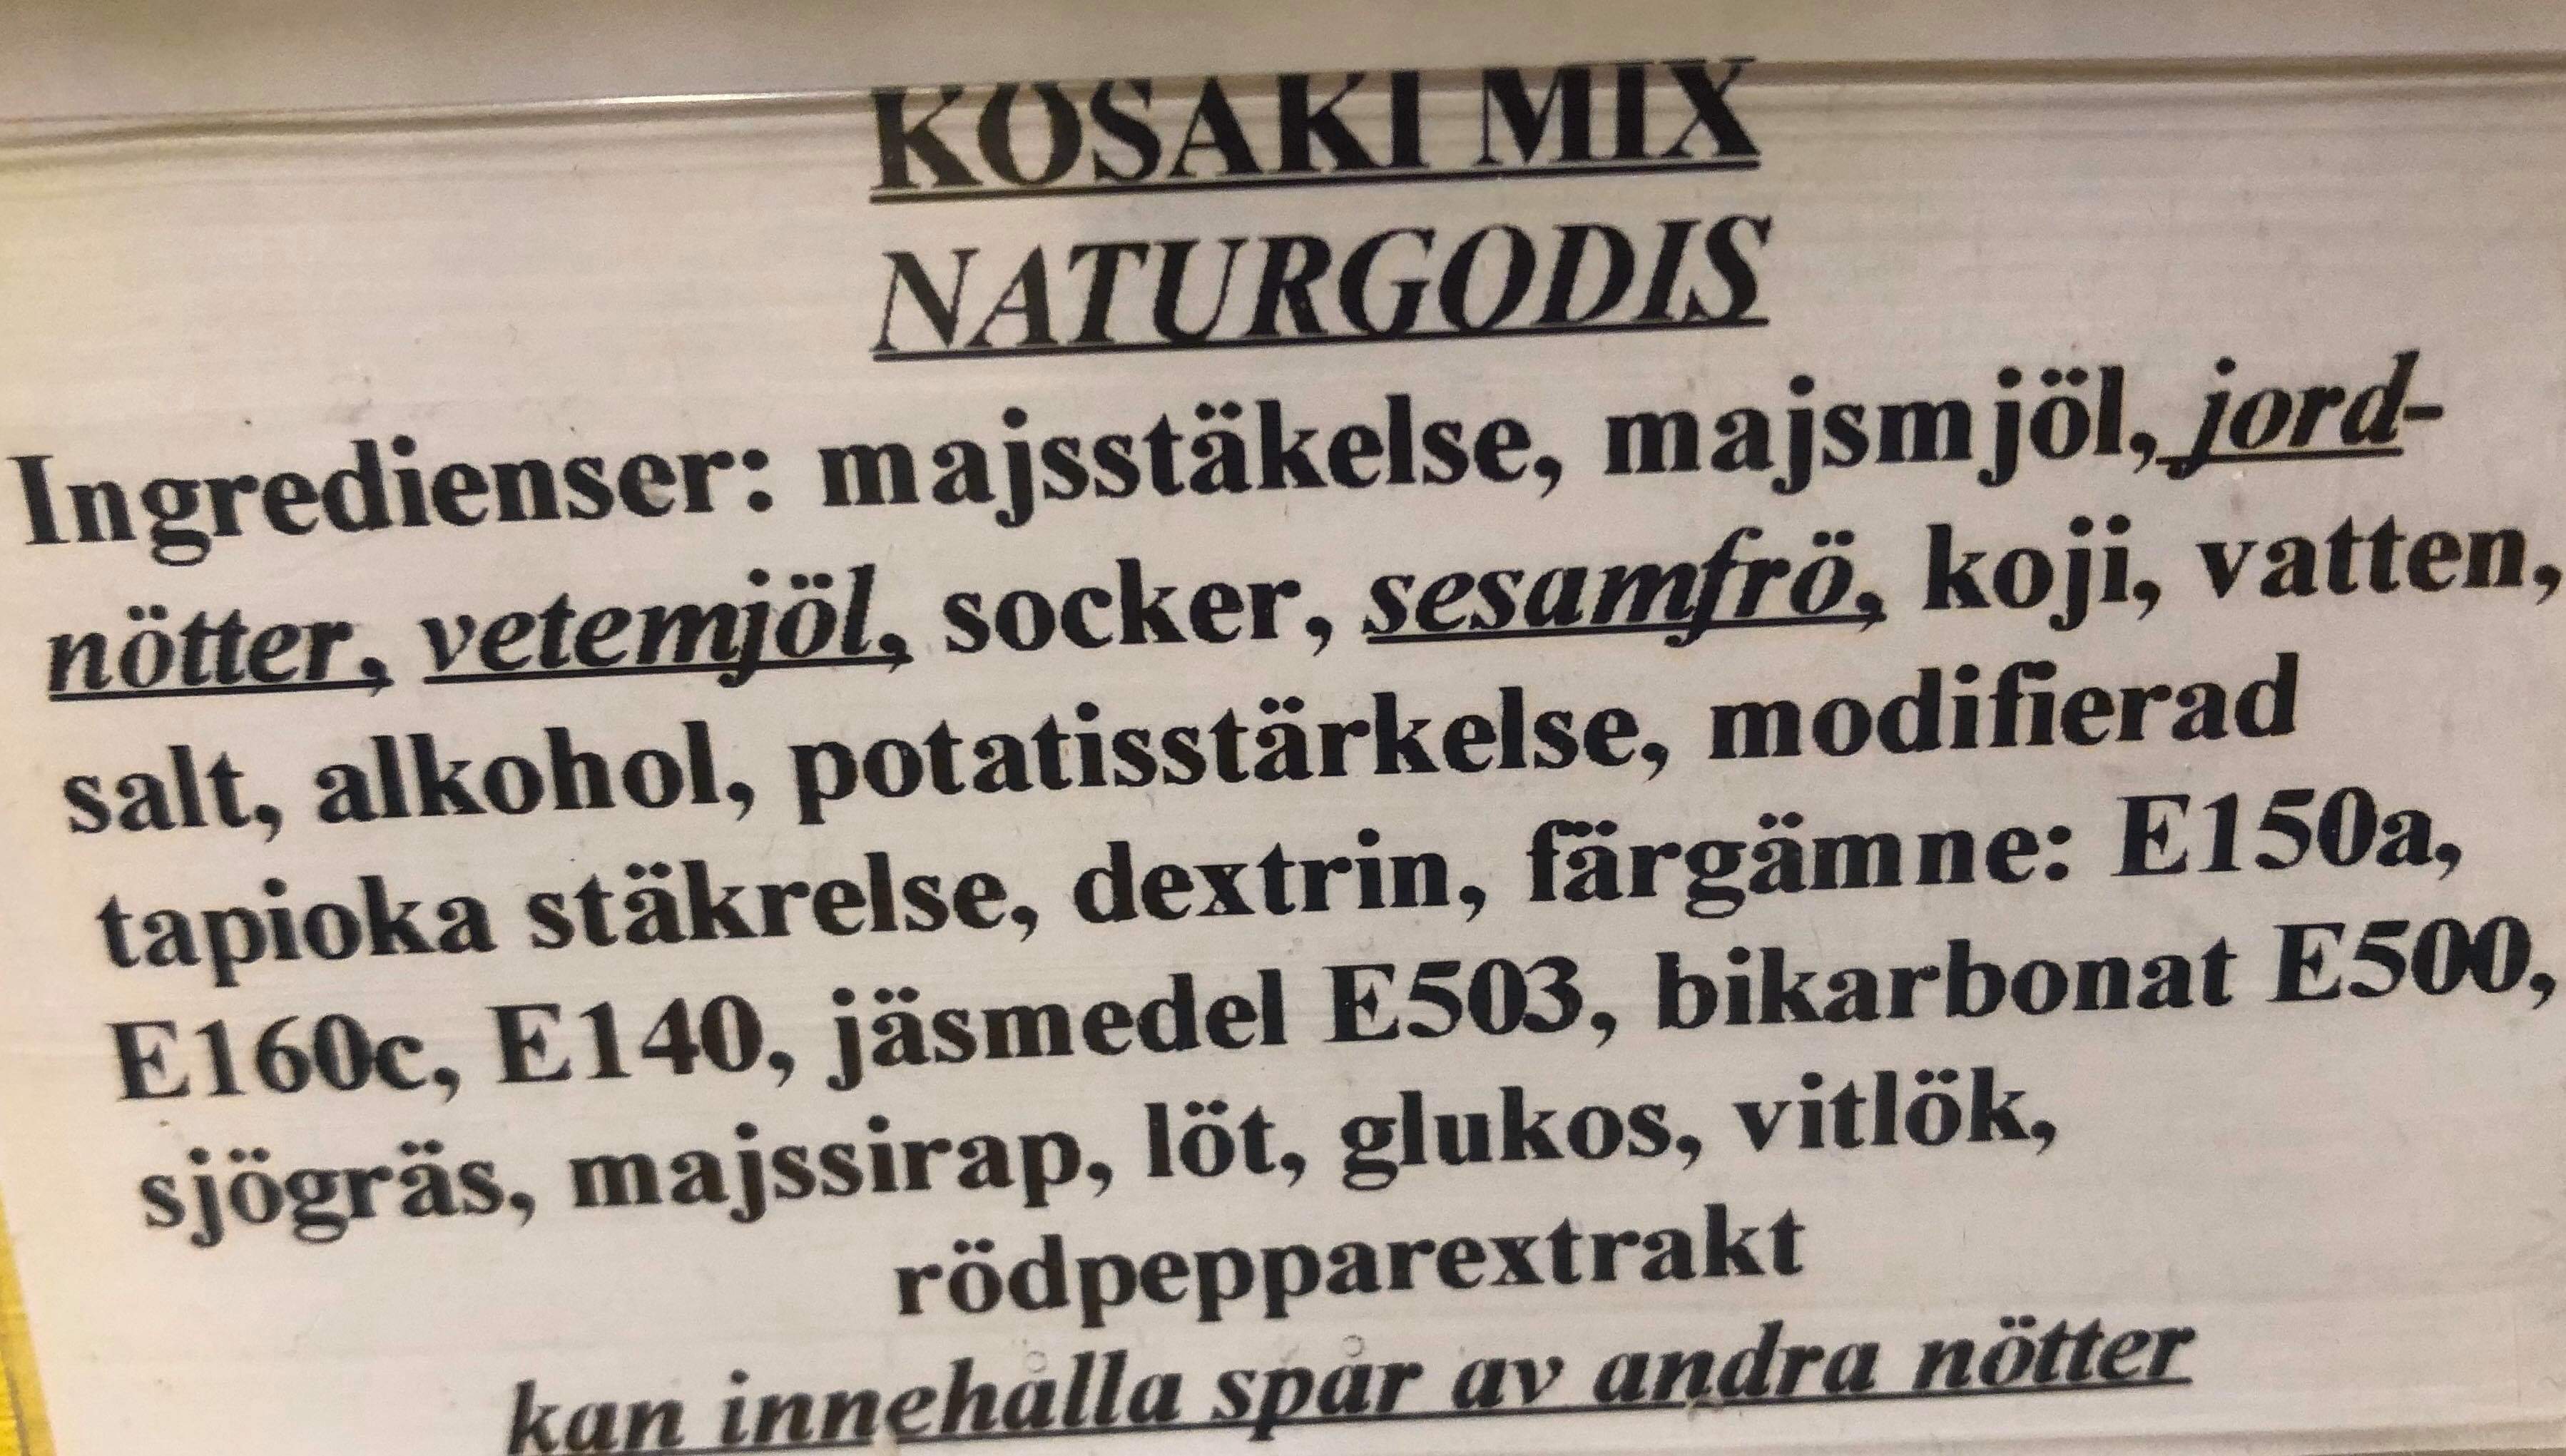 KOSAKI MIX
NATURGODIS
Ingredienser: majsstäkelse, majsmjöl, jord-
nötter, vetemjöl, socker, sesamfrö, koji, vatten,
salt, alkohol, potatisstärkelse, modifierad
tapioka stäkrelse, dextrin, färgämne: E150a,
E160c, E140, jäsmedel E503, bikarbonat E500,
sjögräs, majssirap, löt, glukos, vitlök,
rödpepparextrakt
kan innehålla spår av andra nötter